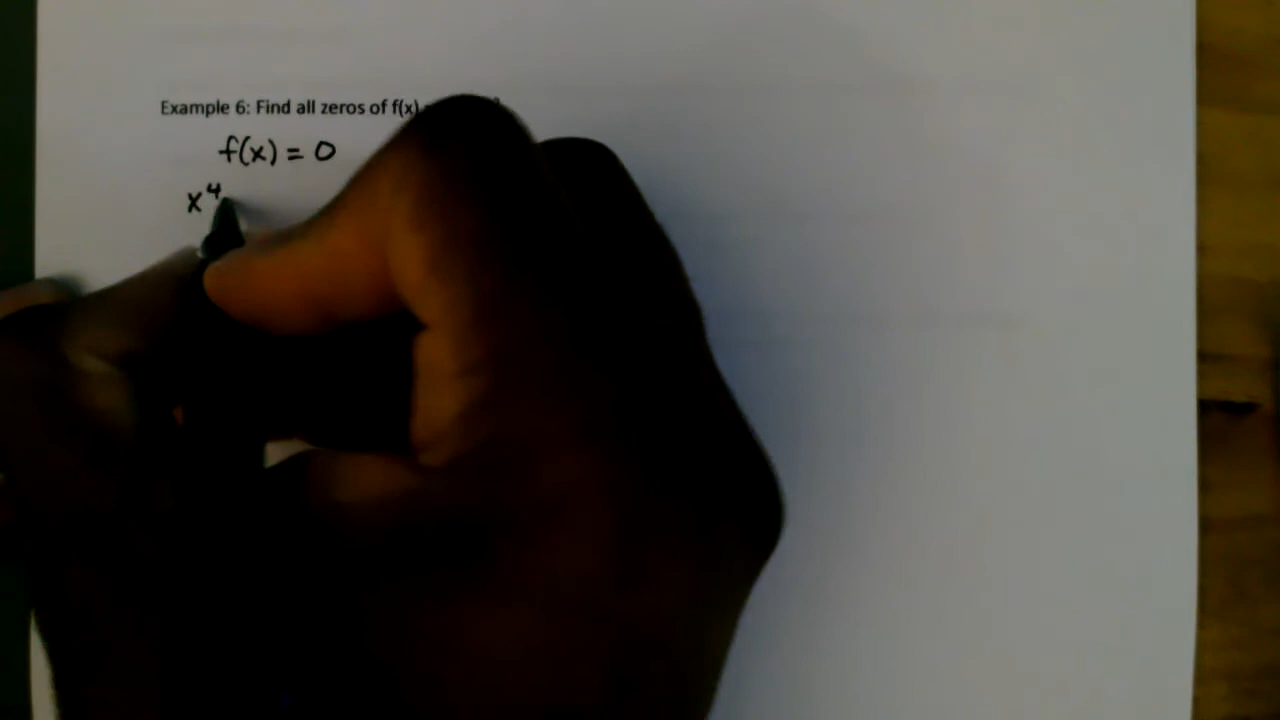 Example 6: Find all zeros of f(x)
f(x) = 0
x⁴